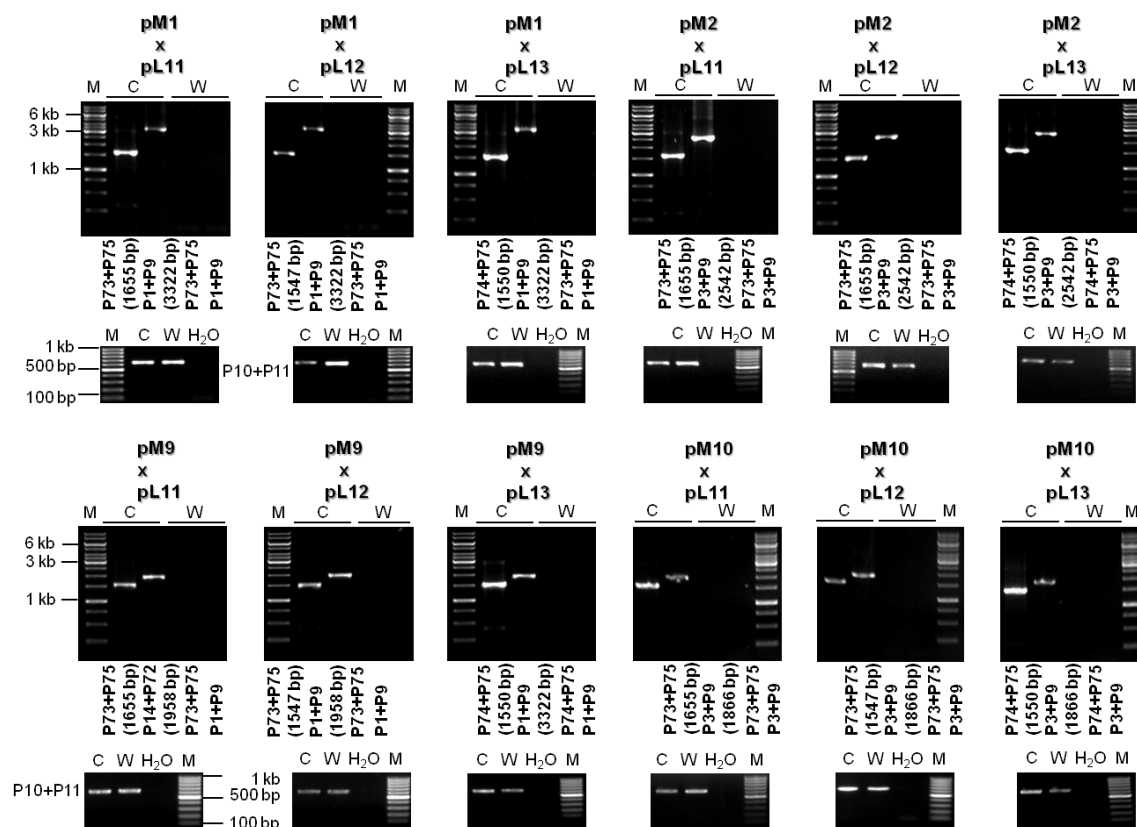 pM1 pM1 pM1 pM2 pM2 pM2
x x x x x x
pL11 pL12 pL13 pL11 pL12 pL13
M C W C W M M C W M C W M C W C W M
6 kb
3 kb
1 kb
P73+P75 (1655 bp) P1+P9 (3322 bp) P73+P75 P1+P9
P73+P75 (1547 bp) P1+P9 (3322 bp) P73+P75 P1+P9
P74+P75 (1550 bp) P1+P9 (3322 bp) P74+P75 P1+P9
P73+P75 (1655 bp) P3+P9 (2542 bp) P73+P75 P3+P9
P73+P75 (1655 bp) P3+P9 (2542 bp) P73+P75 P3+P9
P74+P75 (1550 bp) P3+P9 (2542 bp) P74+P75 P3+P9
M C W H2O C W H2O M C W H2O M C W H2O M M C W H2O C W H2O M
1 kb
500 bp P10+P11
100 bp
pM9 pM9 pM9 pM10 pM10 pM10
x x x x x x
pL11 pL12 pL13 pL11 pL12 pL13
M C W M C W M C W C W M C W M C W M
6 kb
3 kb
1 kb
P73+P75 (1655 bp) P14+P72 (1958 bp) P73+P75 P1+P9
P73+P75 (1547 bp) P1+P9 (1958 bp) P73+P75 P1+P9
P74+P75 (1550 bp) P1+P9 (3322 bp) P74+P75 P1+P9
P73+P75 (1655 bp) P3+P9 (1866 bp) P73+P75 P3+P9
P73+P75 (1547 bp) P3+P9 (1866 bp) P73+P75 P3+P9
P74+P75 (1550 bp) P3+P9 (1866 bp) P74+P75 P3+P9
C W H2O M C W H2O C W H2O M C W H2O M C W H2O M C W H2O M
P10+P11 1 kb
500 bp
100 bp